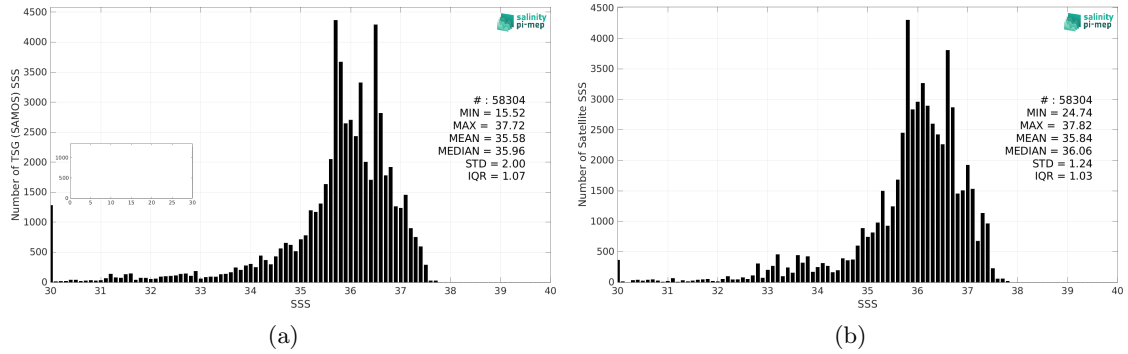 salinity
pi-mep
4500
4000
3500
3000
2500
2000
1500
1000
500
0
Number of TSG (SAMOS) SSS
# : 58304
MIN = 15.52
MAX = 37.72
MEAN = 35.58
MEDIAN = 35.96
STD = 2.00
IQR = 1.07
1000
500
0
0 5 10 15 20 25 30
30 31 32 33 34 35 36 37 38 39 40
SSS
(a)
salinity
pi-mep
4500
4000
3500
3000
2500
2000
1500
1000
500
0
Number of Satellite SSS
# : 58304
MIN = 24.74
MAX = 37.82
MEAN = 35.84
MEDIAN = 36.06
STD = 1.24
IQR = 1.03
30 31 32 33 34 35 36 37 38 39 40
SSS
(b)